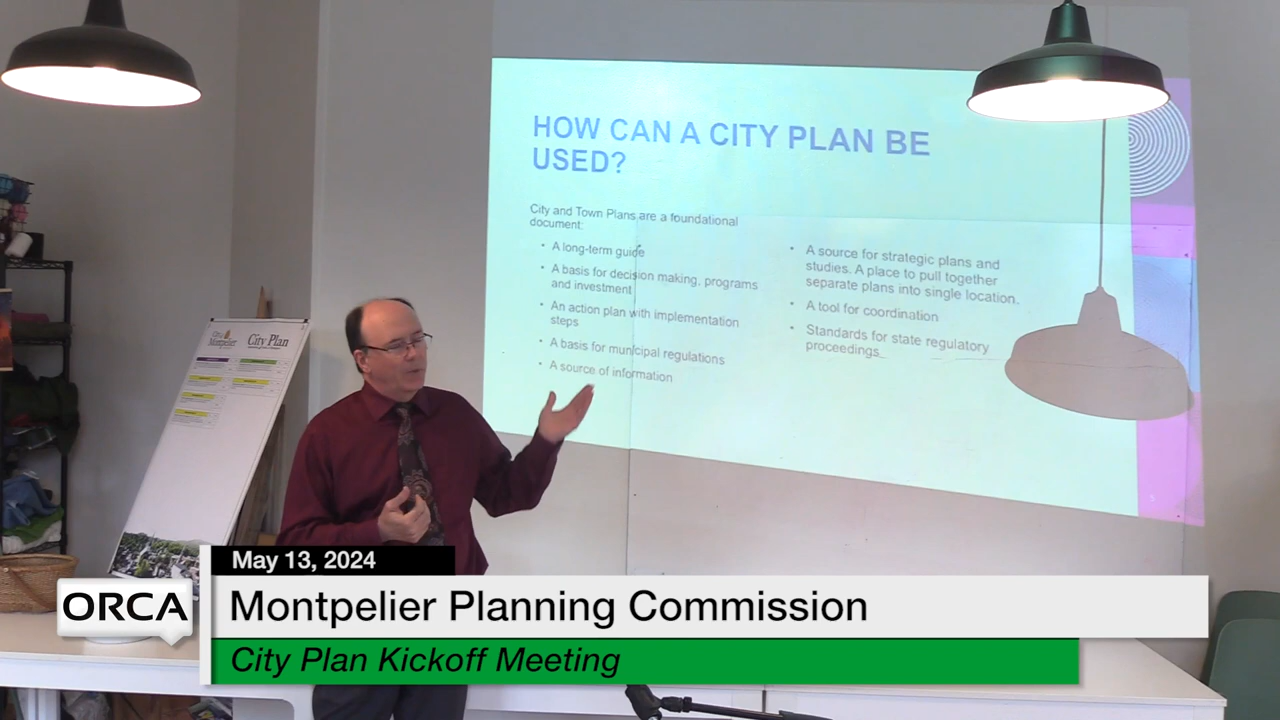 HOW CAN A CITY PLAN BE
USED?
City and Town Plans are a foundational
document:
• A long-term guide
• A basis for decision making, programs
and investment
• An action plan with implementation
steps
• A basis for municipal regulations
• A source of information
• A source for strategic plans and
studies. A place to pull together
separate plans into single location.
• A tool for coordination
• Standards for state regulatory
proceedings
Montpelier
City Plan
May 13, 2024
ORCA
Montpelier Planning Commission
City Plan Kickoff Meeting